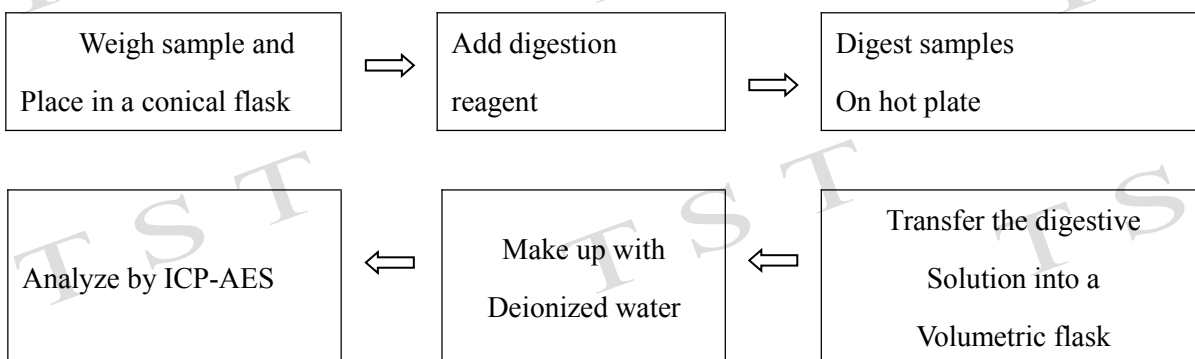 Weigh sample and
Place in a conical flask
Add digestion
reagent
Digest samples
On hot plate
Transfer the digestive
Solution into a
Volumetric flask
Make up with
Deionized water
Analyze by ICP-AES
T S T
T S T
T S